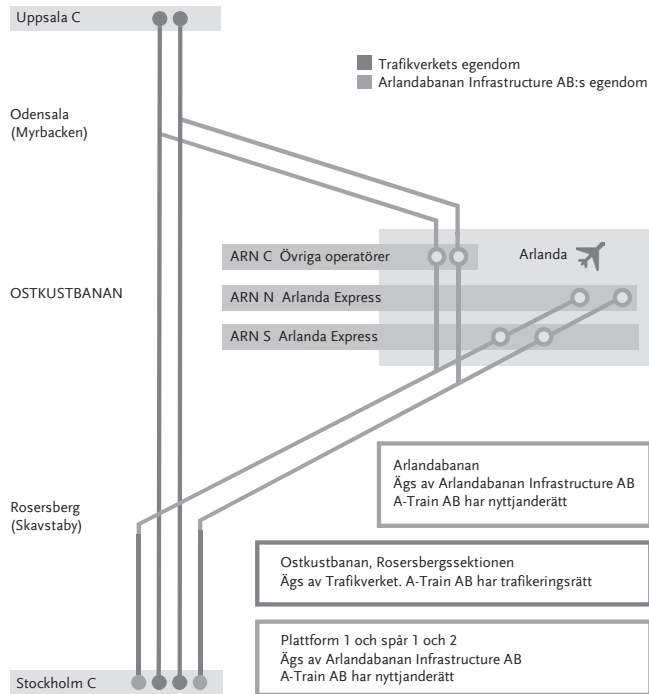 Uppsala C
Trafikverkets egendom
Arlandabanan Infrastructure AB:s egendom
Odensala
(Myrbacken)
ARN C Övriga operatörer
Arlanda
OSTKUSTBANAN
ARN N Arlanda Express
ARN S Arlanda Express
Arlandabanan
Ägs av Arlandabanan Infrastructure AB
A-Train AB har nyttjanderätt
Rosersberg
(Skavstaby)
Ostkustbanan, Rosersbergssektionen
Ägs av Trafikverket. A-Train AB har trafikeringsrätt
Plattform 1 och spår 1 och 2
Ägs av Arlandabanan Infrastructure AB
A-Train AB har nyttjanderätt
Stockholm C